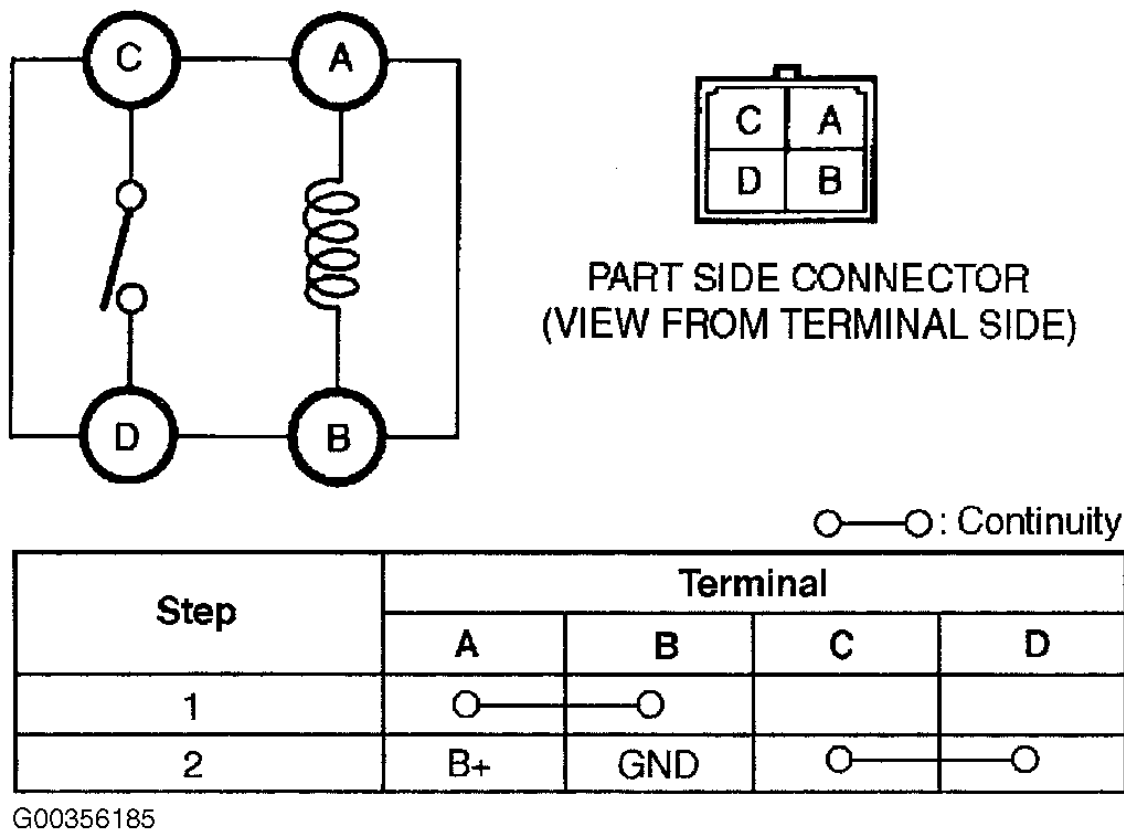 C A
D B
C A
D B
PART SIDE CONNECTOR
(VIEW FROM TERMINAL SIDE)
: Continuity
Step Terminal
A B C D
1
2 B+ GND
G00356185